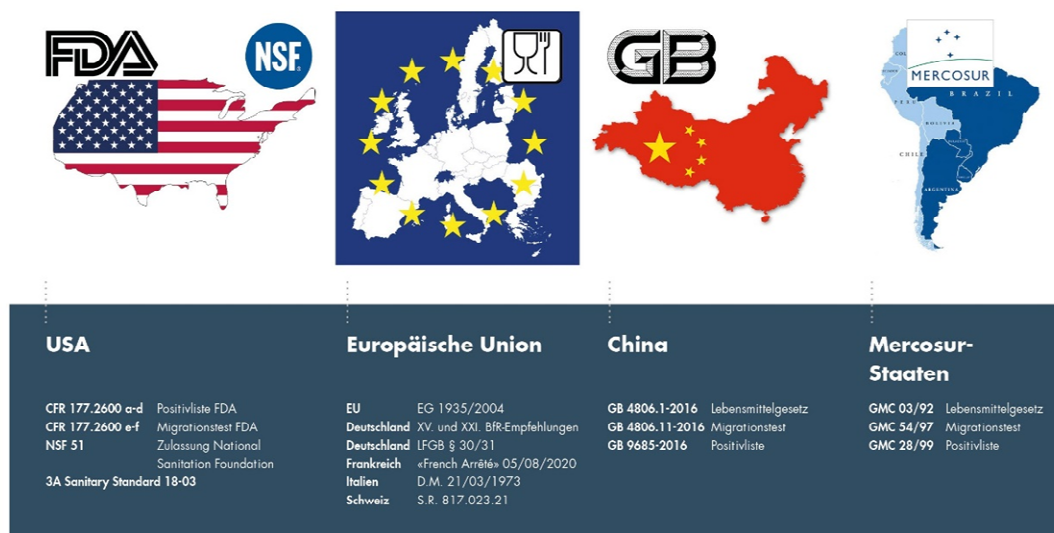 FDA
NSF
GB
MERCOSUR
BRAZIL
PERU
BOLIVIA
CHILE
ARGENTINA
USA
CFR 177.2600 a-d Positivliste FDA
CFR 177.2600 e-f Migrationstest FDA
NSF 51 Zulassung National
Sanitation Foundation
3A Sanitary Standard 18-03
Europäische Union
EU EG 1935/2004
Deutschland XV. und XXI. BfR-Empfehlungen
Deutschland LFGB § 30/31
Frankreich «French Arrêté» 05/08/2020
Italien D.M. 21/03/1973
Schweiz S.R. 817.023.21
China
GB 4806.1-2016 Lebensmittelgesetz
GB 4806.11-2016 Migrationstest
GB 9685-2016 Positivliste
Mercosur-
Staaten
GMC 03/92 Lebensmittelgesetz
GMC 54/97 Migrationstest
GMC 28/99 Positivliste